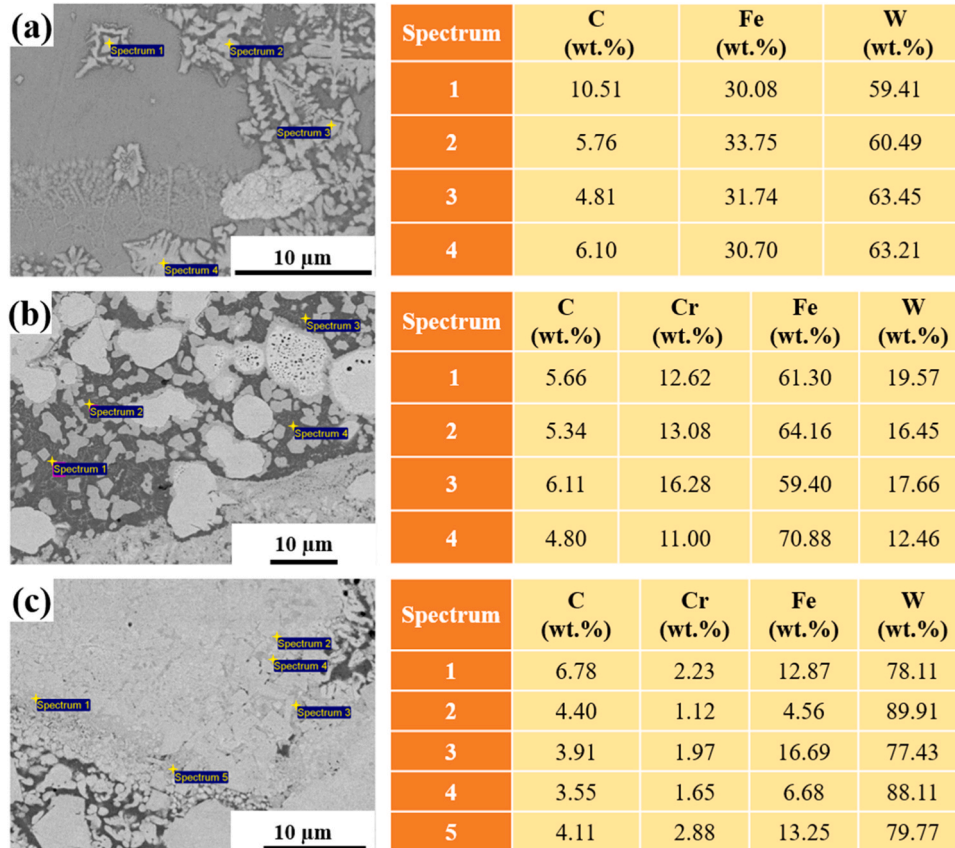 (a)
Spectrum 1
Spectrum 2
Spectrum 3
Spectrum 4
10 μm
Spectrum C (wt.%) Fe (wt.%) W (wt.%)
1 10.51 30.08 59.41
2 5.76 33.75 60.49
3 4.81 31.74 63.45
4 6.10 30.70 63.21
(b)
Spectrum 3
Spectrum 2
Spectrum 4
Spectrum 1
10 μm
Spectrum C (wt.%) Cr (wt.%) Fe (wt.%) W (wt.%)
1 5.66 12.62 61.30 19.57
2 5.34 13.08 64.16 16.45
3 6.11 16.28 59.40 17.66
4 4.80 11.00 70.88 12.46
(c)
Spectrum 2
Spectrum 4
Spectrum 1
Spectrum 3
Spectrum 5
10 μm
Spectrum C (wt.%) Cr (wt.%) Fe (wt.%) W (wt.%)
1 6.78 2.23 12.87 78.11
2 4.40 1.12 4.56 89.91
3 3.91 1.97 16.69 77.43
4 3.55 1.65 6.68 88.11
5 4.11 2.88 13.25 79.77